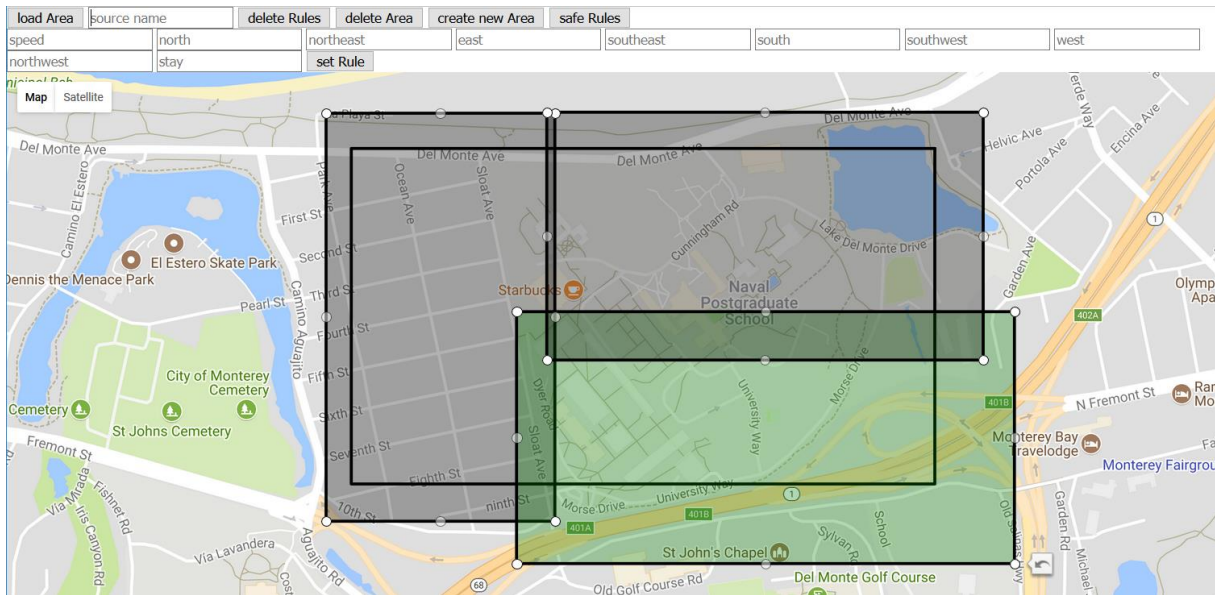 load Area source name delete Rules delete Area create new Area safe Rules
speed north northeast east southeast south southwest west
northwest stay set Rule
Map Satellite
Del Monte Ave
Del Monte Ave
Del Monte Ave
Del Monte Ave
Helvic Ave
Portola Ave
Encina Ave
Camino El Estero
Park Ave
Ocean Ave
Sloat Ave
First St
Second St
Third St
Fourth St
Fifth St
Sixth St
Seventh St
Eighth St
ninth St
10th St
Cunningham Rd
Lake Del Monte Drive
Garden Ave
1
El Estero Skate Park
Dennis the Menace Park
Pearl St
Camino Aguajito
Starbucks
Naval
Postgraduate
School
402A
City of Monterey
Cemetery
Cemetery
St Johns Cemetery
Fremont St
Dyer Road
Sloat Ave
University Way
Morse Drive
401B
N Fremont St
Monterey Bay
Travelodge
Monterey Fairgrou
Via Mirada
Fishnet Rd
Iris Canyon Rd
Via Lavandera
Aguajito Rd
Morse Drive
University Way
1
401A
401B
School
St John's Chapel
Sylvan
Garden Rd
Michael
68
Old Golf Course Rd
Del Monte Golf Course